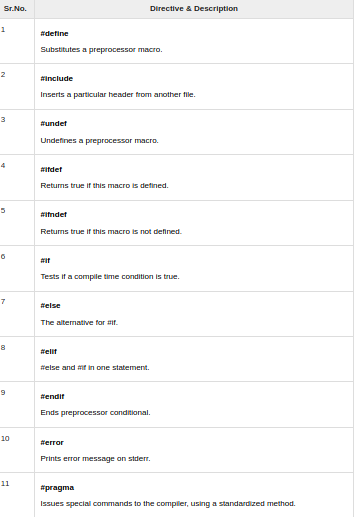 Sr.No. Directive & Description
1
#define
Substitutes a preprocessor macro.
2
#include
Inserts a particular header from another file.
3
#undef
Undefines a preprocessor macro.
4
#ifdef
Returns true if this macro is defined.
5
#ifndef
Returns true if this macro is not defined.
6
#if
Tests if a compile time condition is true.
7
#else
The alternative for #if.
8
#elif
#else and #if in one statement.
9
#endif
Ends preprocessor conditional.
10
#error
Prints error message on stderr.
11
#pragma
Issues special commands to the compiler, using a standardized method.